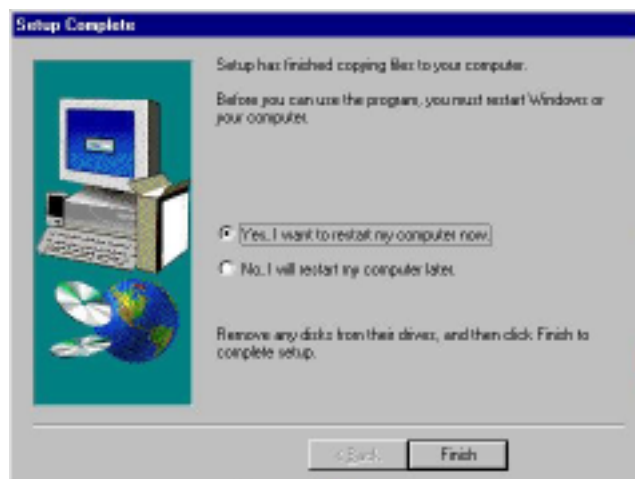 Setup Complete
Setup has finished copying files to your computer.
Before you can use the program, you must restart Windows or
your computer.
Yes, I want to restart my computer now.
No, I will restart my computer later.
Remove any disks from their drives, and then click Finish to
complete setup.
< Back Finish